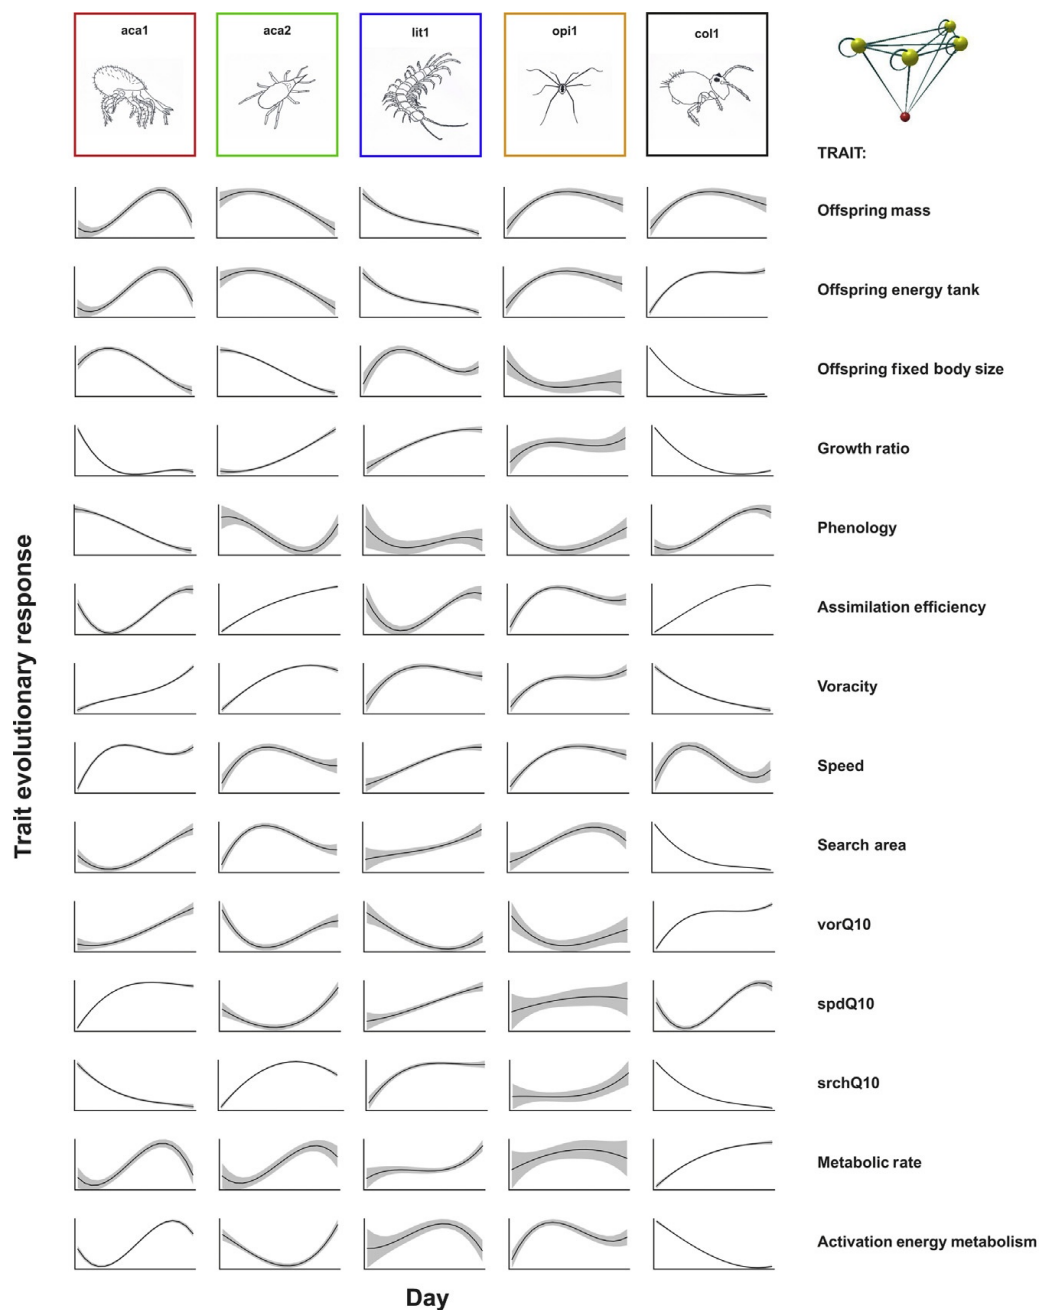 aca1
aca2
lit1
opi1
col1
TRAIT:
Offspring mass
Offspring energy tank
Offspring fixed body size
Growth ratio
Phenology
Assimilation efficiency
Voracity
Speed
Search area
vorQ10
spdQ10
srchQ10
Metabolic rate
Activation energy metabolism
Trait evolutionary response
Day